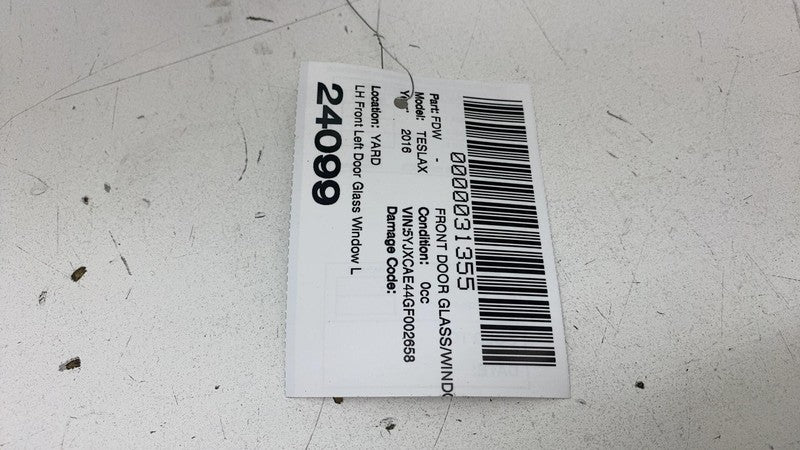 0000031355
Part: FDW - FRONT DOOR GLASS/WINDO
Model: TESLAX Condition: 0cc
2016 VIN:5YJXCAE44GF002658
Damage Code:
Location: YARD
LH Front Left Door Glass Window L
24099